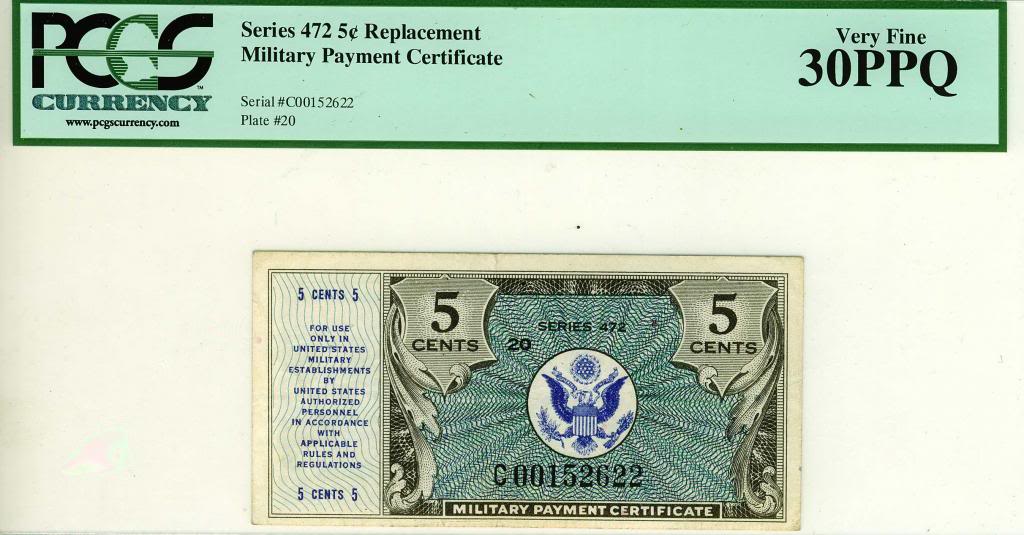 PCGS
TM
CURRENCY
www.pcgscurrency.com
Series 472 5¢ Replacement
Military Payment Certificate
Serial #C00152622
Plate #20
Very Fine
30PPQ
5 CENTS 5
FOR USE
ONLY IN
UNITED STATES
MILITARY
ESTABLISHMENTS
BY
UNITED STATES
AUTHORIZED
PERSONNEL
IN ACCORDANCE
WITH
APPLICABLE
RULES AND
REGULATIONS
5 CENTS 5
5
CENTS
SERIES 472
20
5
CENTS
C00152622
MILITARY PAYMENT CERTIFICATE